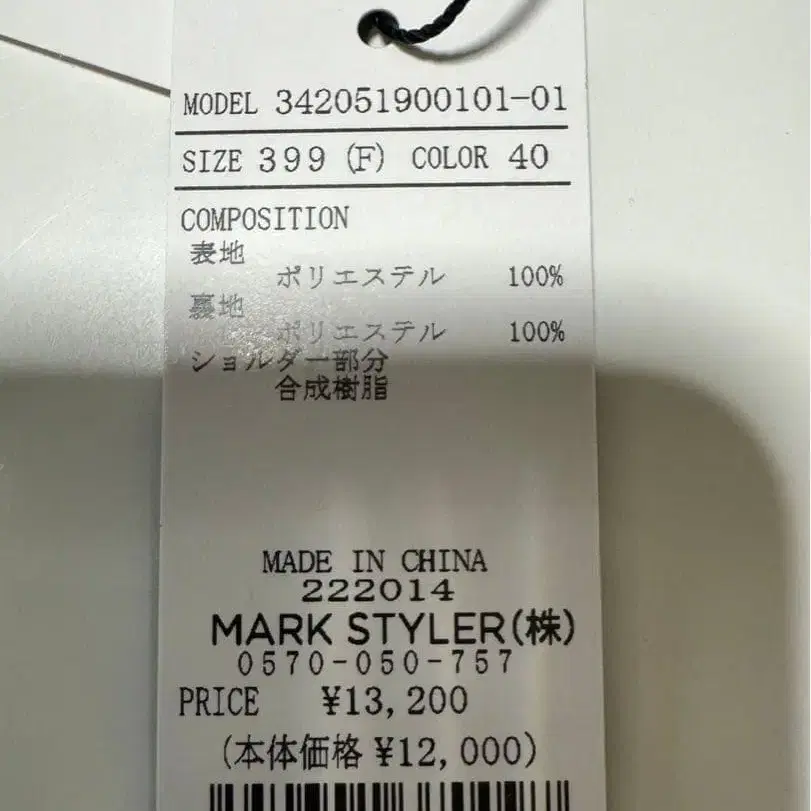 MODEL 342051900101-01
SIZE 399 (F) COLOR 40
COMPOSITION
表地
ポリエステル 100%
裏地
ポリエステル 100%
ショルダー部分
合成樹脂
MADE IN CHINA
222014
MARK STYLER(株)
0570-050-757
PRICE ¥13,200
(本体価格 ¥12,000)